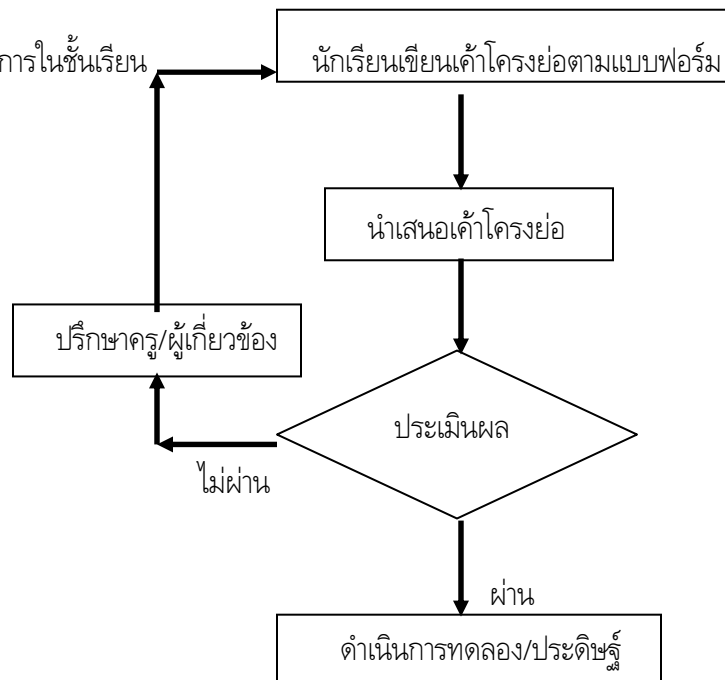 การในชั้นเรียน
นักเรียนเขียนเค้าโครงย่อตามแบบฟอร์ม
นำเสนอเค้าโครงย่อ
ปรึกษาครู/ผู้เกี่ยวข้อง
ประเมินผล
ไม่ผ่าน
ผ่าน
ดำเนินการทดลอง/ประดิษฐ์